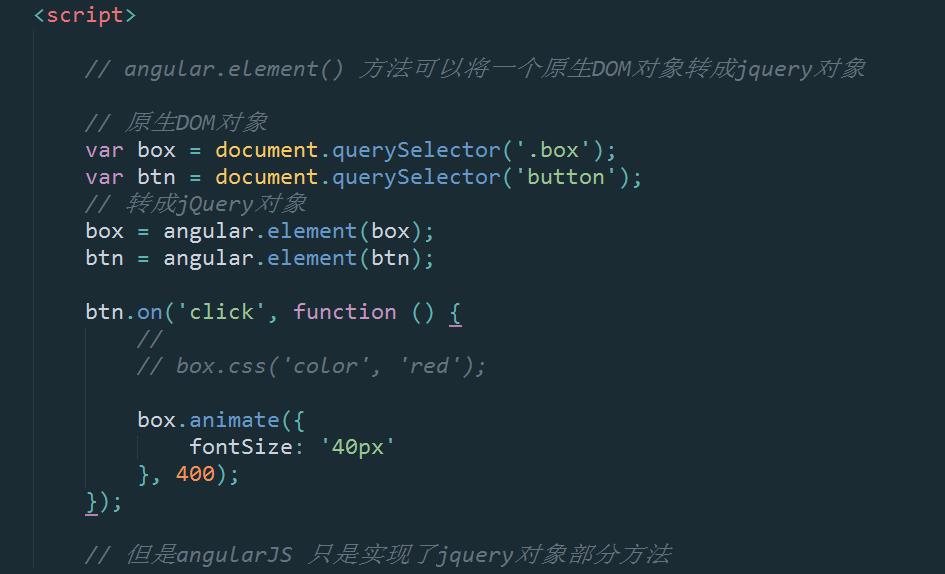 <script>
// angular.element() 方法可以将一个原生DOM对象转成jquery对象
// 原生DOM对象
var box = document.querySelector('.box');
var btn = document.querySelector('button');
// 转成jQuery对象
box = angular.element(box);
btn = angular.element(btn);
btn.on('click', function () {
//
// box.css('color', 'red');
box.animate({
fontSize: '40px'
}, 400);
});
// 但是angularJS 只是实现了jquery对象部分方法